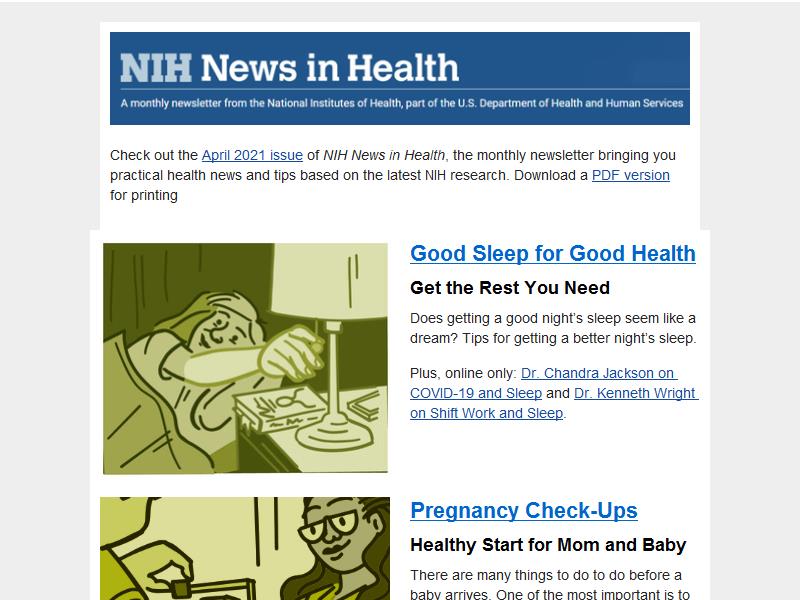 NIH News in Health
A monthly newsletter from the National Institutes of Health, part of the U.S. Department of Health and Human Services
Check out the April 2021 issue of NIH News in Health, the monthly newsletter bringing you
practical health news and tips based on the latest NIH research. Download a PDF version
for printing
Good Sleep for Good Health
Get the Rest You Need
Does getting a good night’s sleep seem like a
dream? Tips for getting a better night’s sleep.
Plus, online only: Dr. Chandra Jackson on
COVID-19 and Sleep and Dr. Kenneth Wright
on Shift Work and Sleep.
Pregnancy Check-Ups
Healthy Start for Mom and Baby
There are many things to do to do before a
baby arrives. One of the most important is to